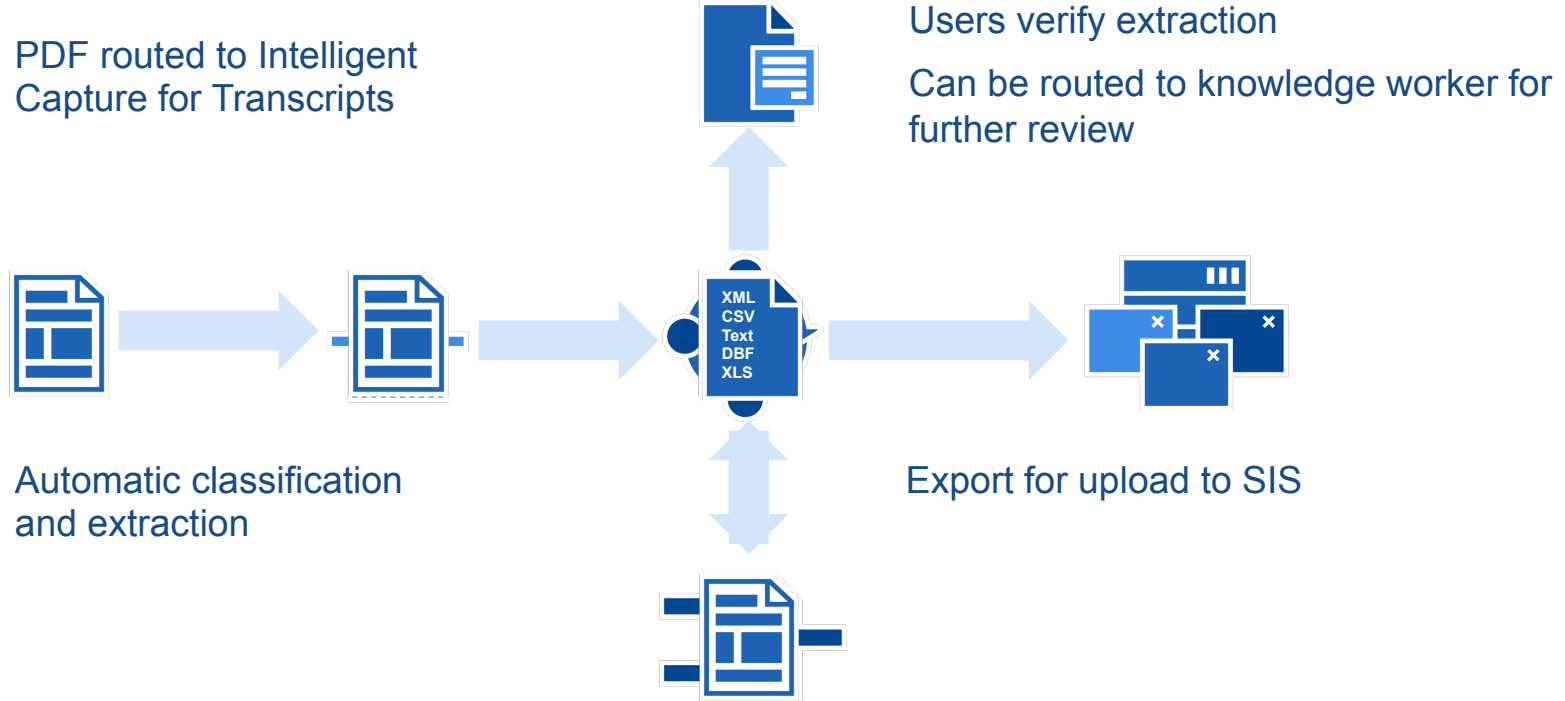 PDF routed to Intelligent
Capture for Transcripts
Users verify extraction
Can be routed to knowledge worker for
further review
XML
CSV
Text
DBF
XLS
Automatic classification
and extraction
Export for upload to SIS